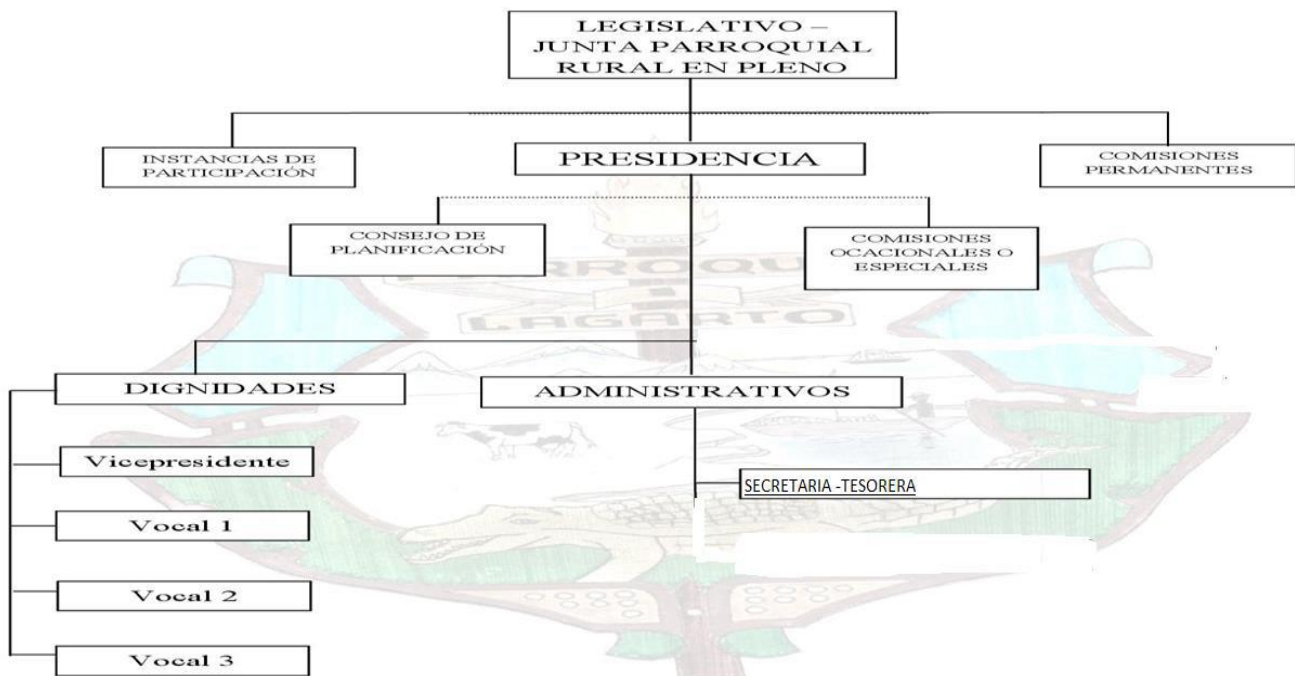 LEGISLATIVO –
JUNTA PARROQUIAL
RURAL EN PLENO
INSTANCIAS DE
PARTICIPACIÓN
PRESIDENCIA
COMISIONES
PERMANENTES
CONSEJO DE
PLANIFICACIÓN
COMISIONES
OCACIONALES O
ESPECIALES
LAGARTO
DIGNIDADES
ADMINISTRATIVOS
Vicepresidente
SECRETARIA -TESORERA
Vocal 1
Vocal 2
Vocal 3